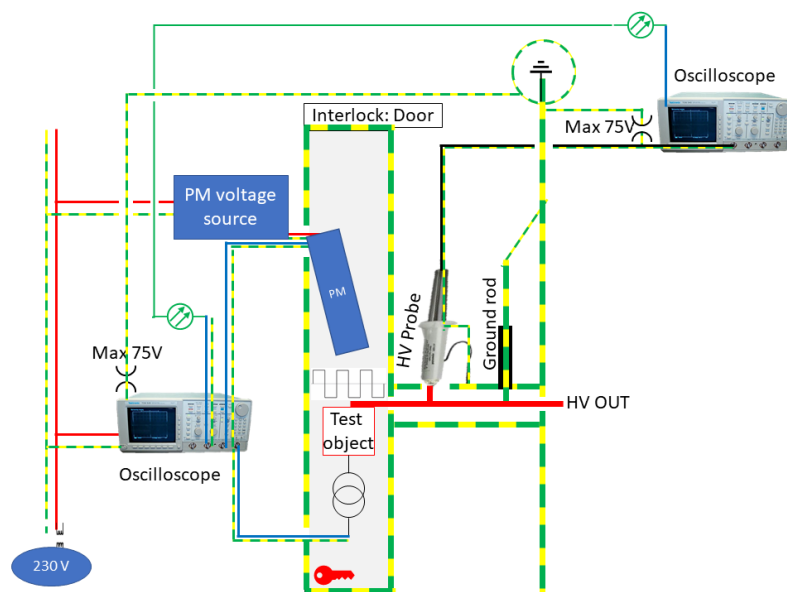 Oscilloscope
Interlock: Door
Max 75V
PM voltage
source
PM
HV Probe
Ground rod
Max 75V
HV OUT
Test
object
Oscilloscope
230 V